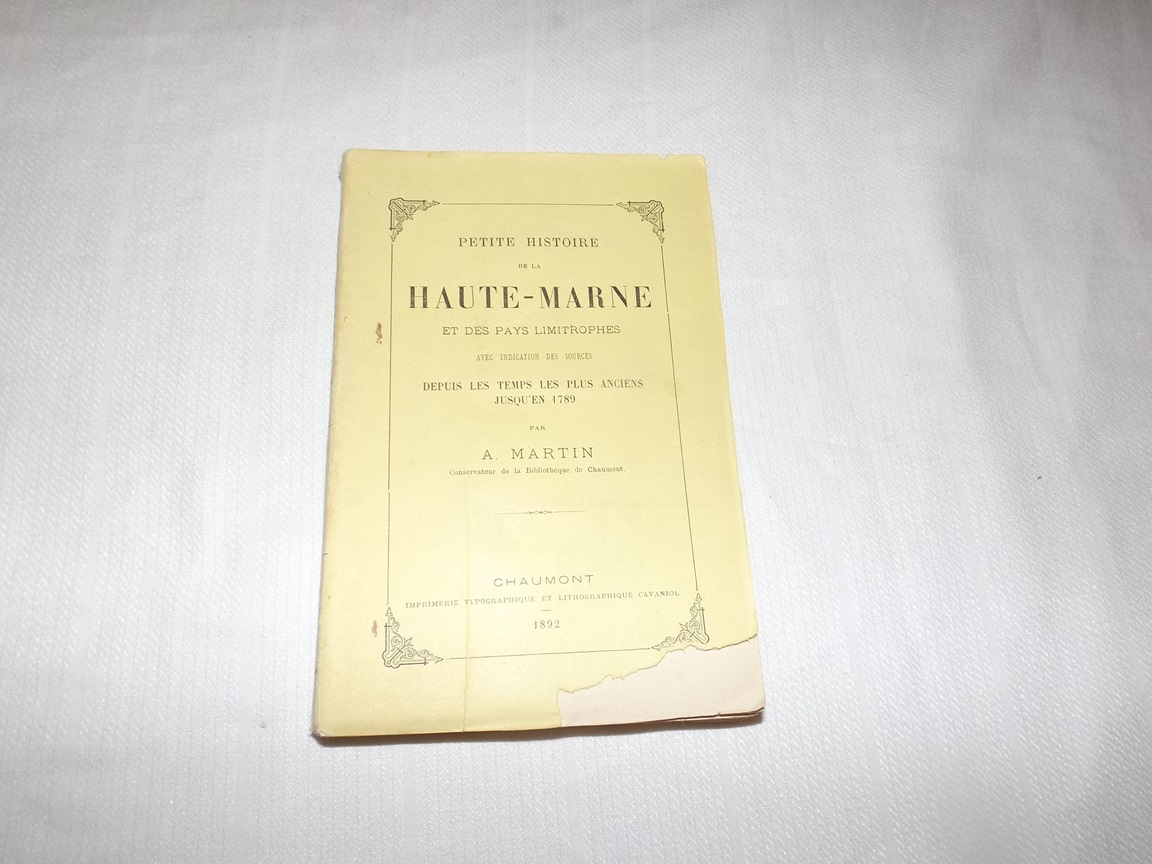 PETITE HISTOIRE
DE LA
HAUTE-MARNE
ET DES PAYS LIMITROPHES
AVEC INDICATION DES SOURCES
DEPUIS LES TEMPS LES PLUS ANCIENS
JUSQU'EN 1789
PAR
A. MARTIN
Conservateur de la Bibliothèque de Chaumont.
CHAUMONT
IMPRIMERIE TYPOGRAPHIQUE ET LITHOGRAPHIQUE CAVANIOL
1892